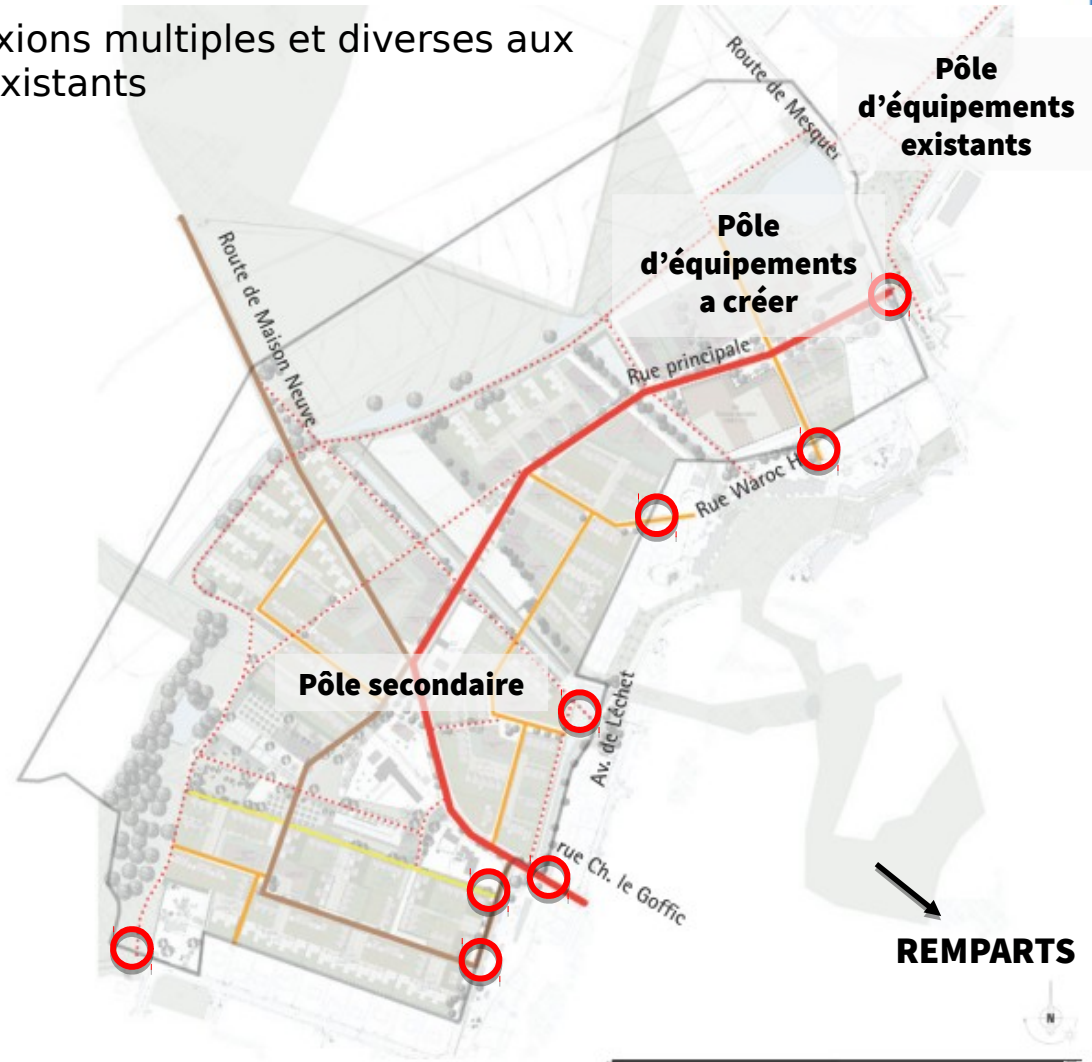 xions multiples et diverses aux
xistants
Pôle
d’équipements
existants
Route de Mesquer
Pôle
d’équipements
a créer
Route de Maison Neuve
Rue principale
Rue Waroc H
Pôle secondaire
Av. de Léchet
rue Ch. le Goffic
REMPARTS
N